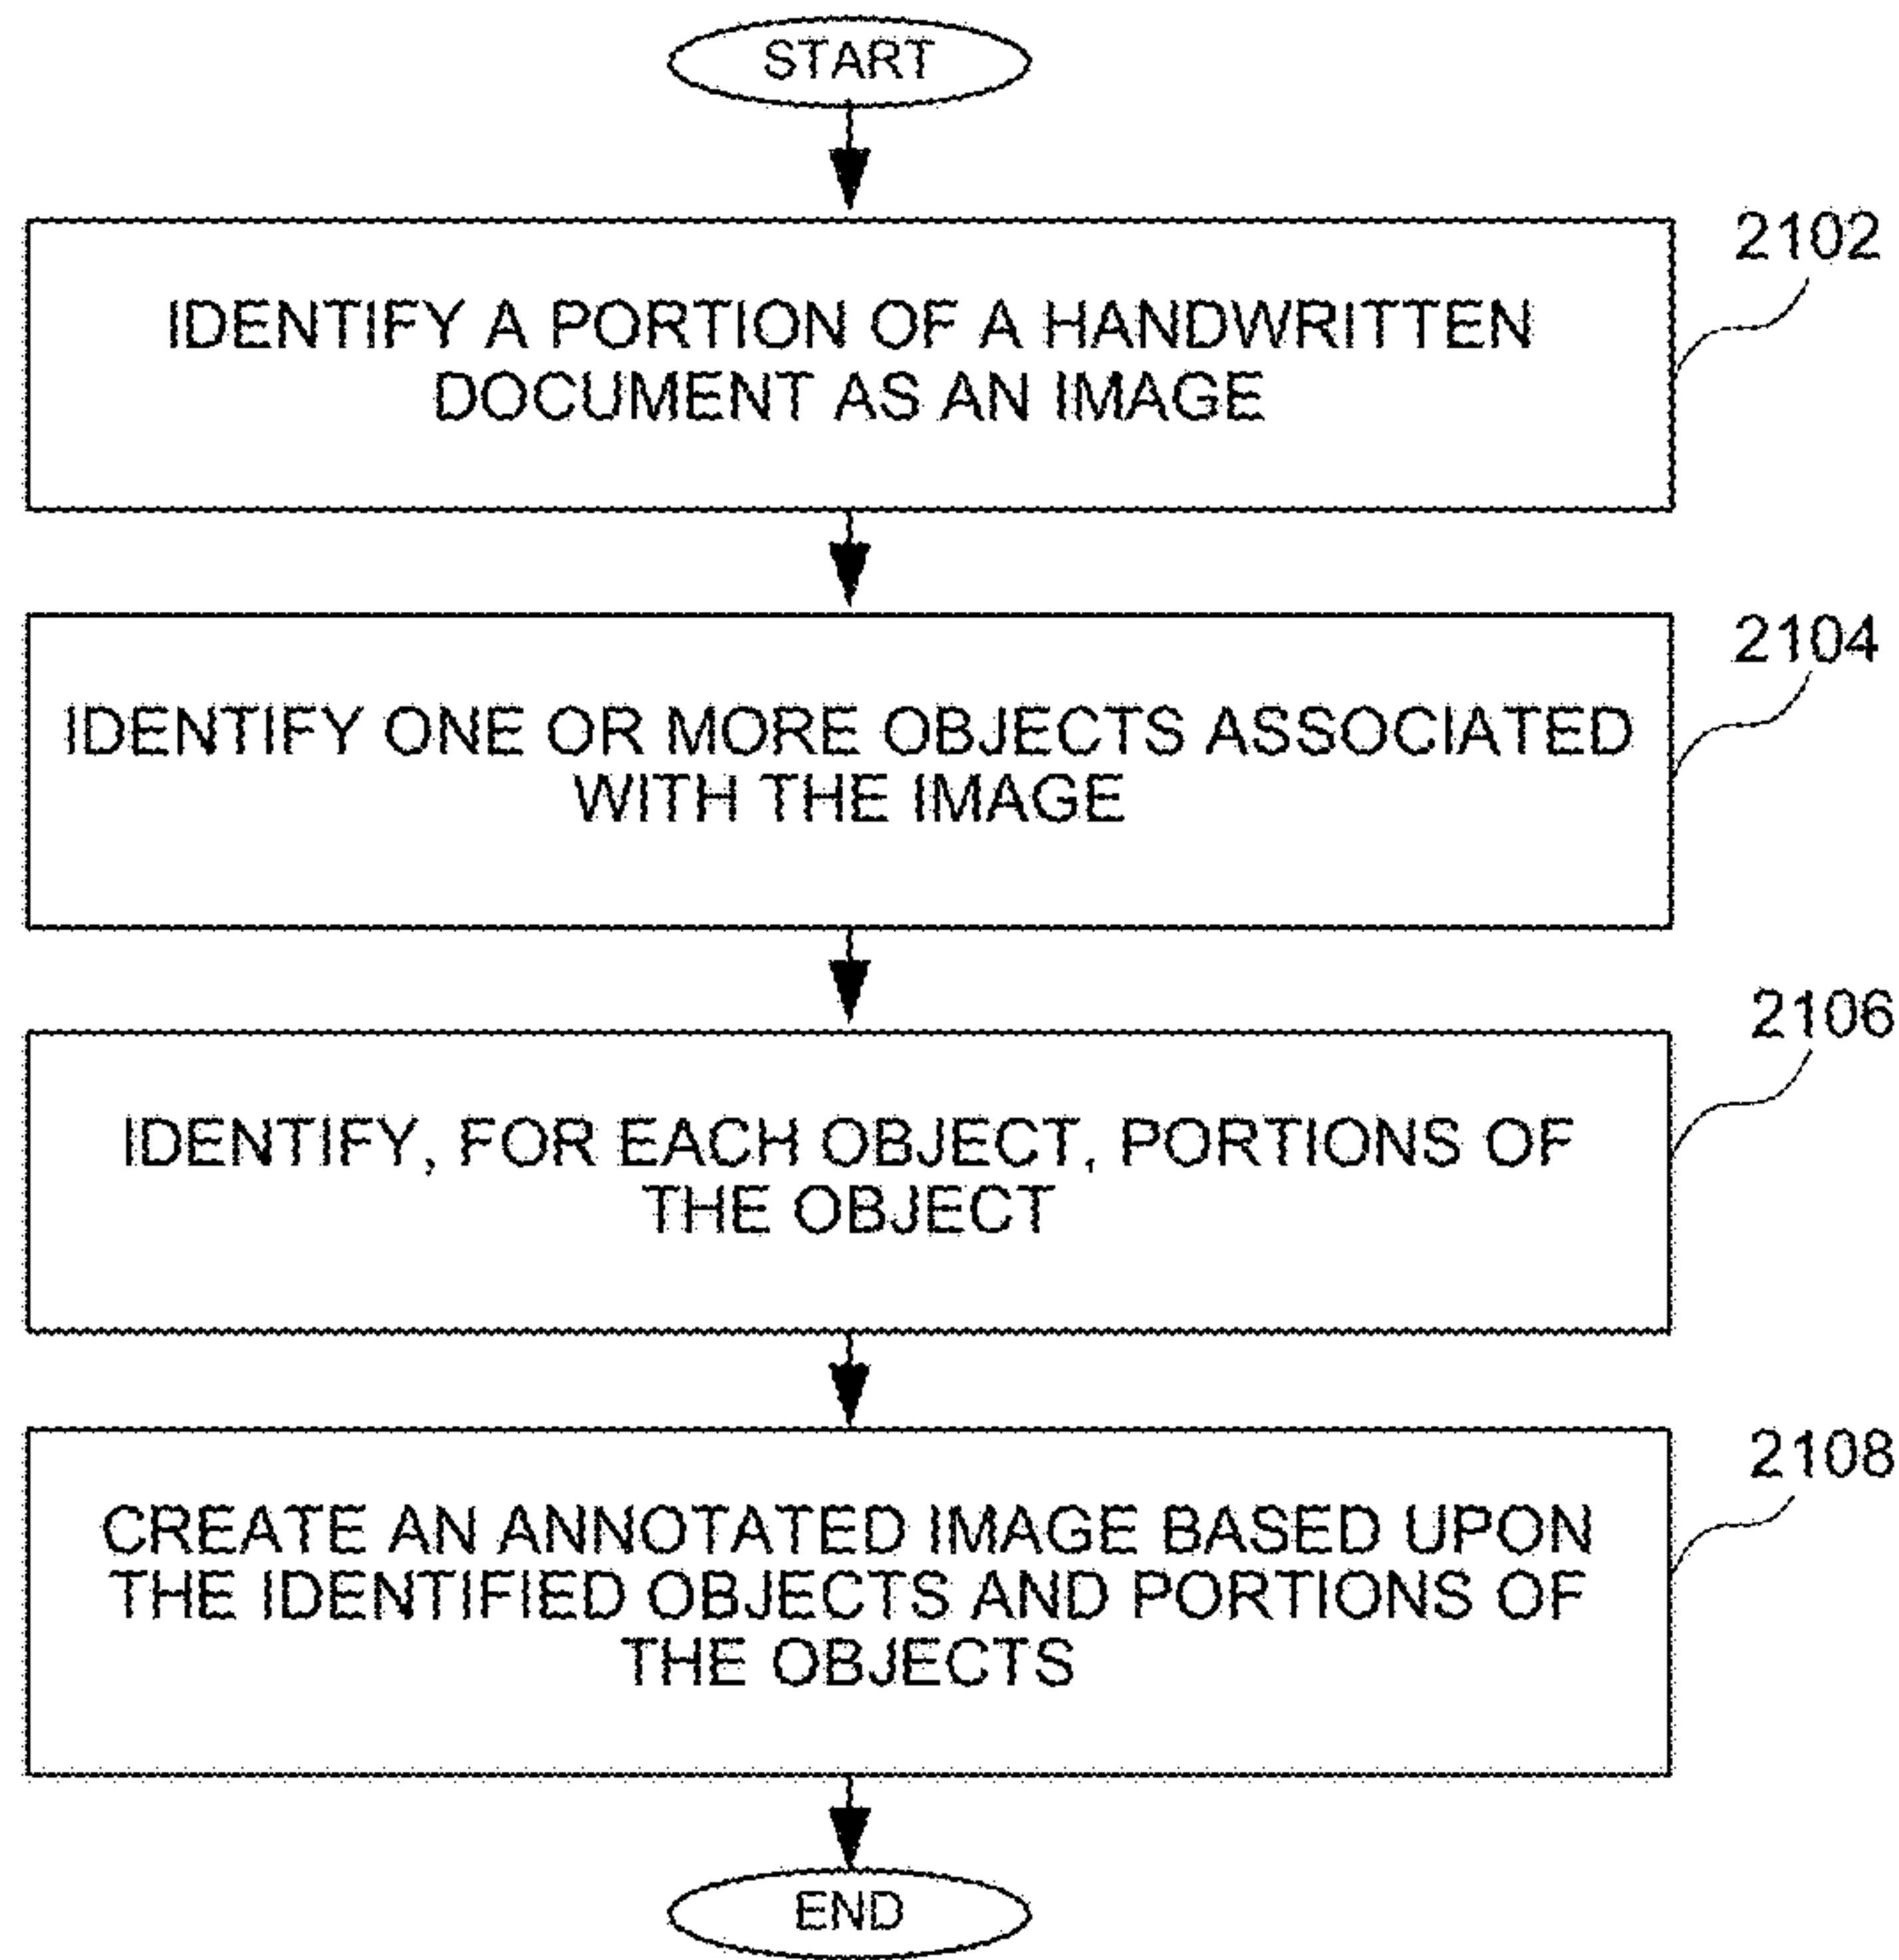 START
2102
IDENTIFY A PORTION OF A HANDWRITTEN
DOCUMENT AS AN IMAGE
2104
IDENTIFY ONE OR MORE OBJECTS ASSOCIATED
WITH THE IMAGE
2106
IDENTIFY, FOR EACH OBJECT, PORTIONS OF
THE OBJECT
2108
CREATE AN ANNOTATED IMAGE BASED UPON
THE IDENTIFIED OBJECTS AND PORTIONS OF
THE OBJECTS
END